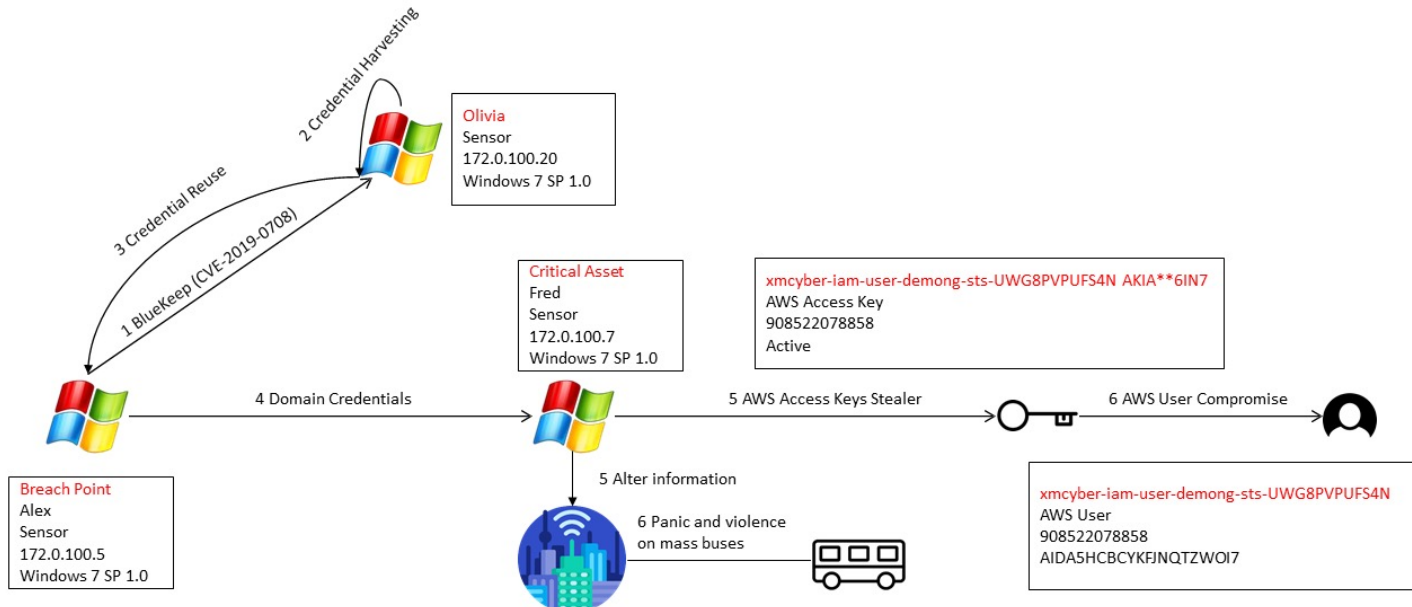 2 Credential Harvesting
Olivia
Sensor
172.0.100.20
Windows 7 SP 1.0
3 Credential Reuse
1 BlueKeep (CVE-2019-0708)
Critical Asset
Fred
Sensor
172.0.100.7
Windows 7 SP 1.0
xmcyber-iam-user-demong-sts-UWG8PVPUFS4N AKIA**6IN7
AWS Access Key
908522078858
Active
4 Domain Credentials
5 AWS Access Keys Stealer
6 AWS User Compromise
Breach Point
Alex
Sensor
172.0.100.5
Windows 7 SP 1.0
5 Alter information
6 Panic and violence
on mass buses
xmcyber-iam-user-demong-sts-UWG8PVPUFS4N
AWS User
908522078858
AIDA5HCBCYKFJNQTZWOI7